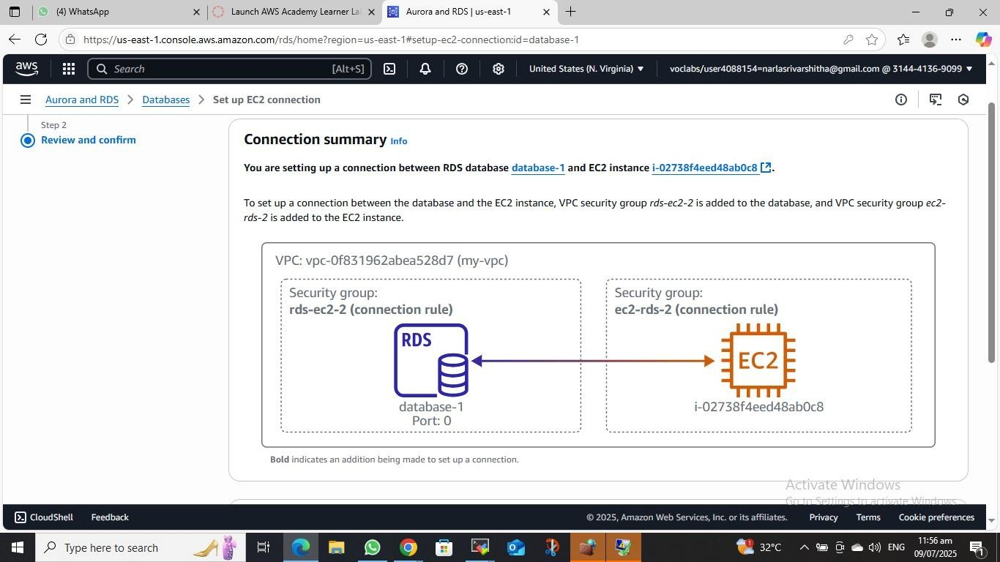 (4) WhatsApp
Launch AWS Academy Learner La
Aurora and RDS | us-east-1
https://us-east-1.console.aws.amazon.com/rds/home?region=us-east-1#setup-ec2-connection:id=database-1
aws
Search
[Alt+S]
United States (N. Virginia)
voclabs/user4088154=narlasrivarshitha@gmail.com @ 3144-4136-9099
Aurora and RDS > Databases > Set up EC2 connection
Step 2
Review and confirm
Connection summary Info
You are setting up a connection between RDS database database-1 and EC2 instance i-02738f4eed48ab0c8.
To set up a connection between the database and the EC2 instance, VPC security group rds-ec2-2 is added to the database, and VPC security group ec2-
rds-2 is added to the EC2 instance.
VPC: vpc-0f831962abea528d7 (my-vpc)
Security group:
rds-ec2-2 (connection rule)
RDS
database-1
Port: 0
Security group:
ec2-rds-2 (connection rule)
EC2
i-02738f4eed48ab0c8
Bold indicates an addition being made to set up a connection.
Activate Windows
Go to Settings to activate Windows.
CloudShell
Feedback
© 2025, Amazon Web Services, Inc. or its affiliates.
Privacy
Terms
Cookie preferences
Type here to search
1
32°C
ENG
11:56 am
09/07/2025
1